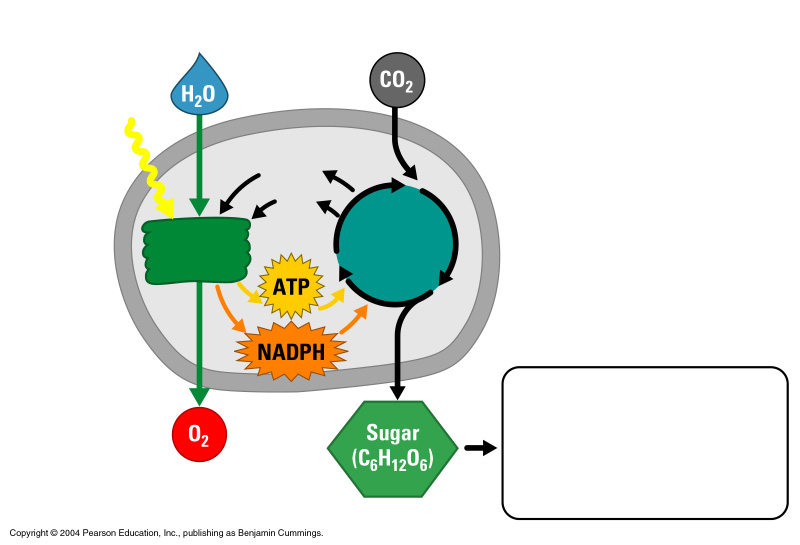 H₂O
CO₂
ATP
NADPH
O₂
Sugar
(C₆H₁₂O₆)
Copyright © 2004 Pearson Education, Inc., publishing as Benjamin Cummings.